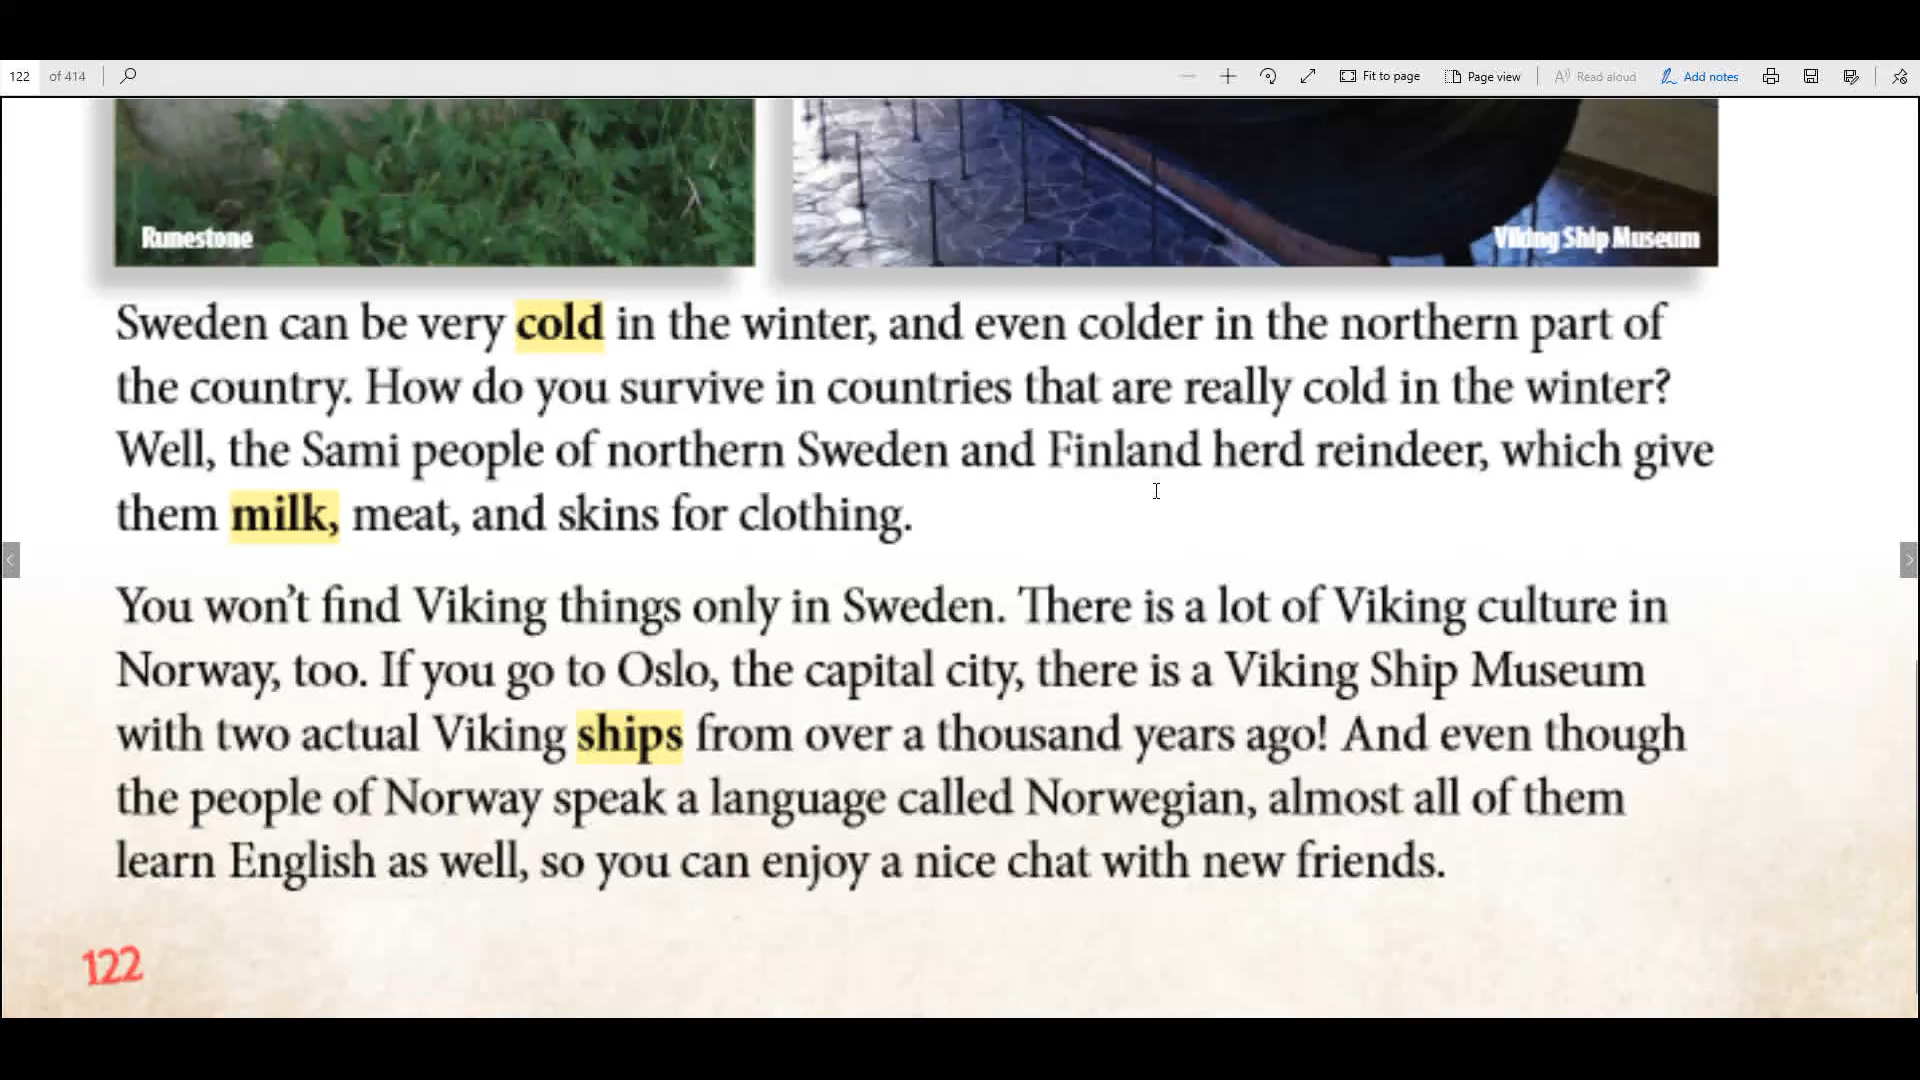 122 of 414 Fit to page Page view Read aloud Add notes
Runestone
Viking Ship Museum
Sweden can be very cold in the winter, and even colder in the northern part of
the country. How do you survive in countries that are really cold in the winter?
Well, the Sami people of northern Sweden and Finland herd reindeer, which give
them milk, meat, and skins for clothing.
You won’t find Viking things only in Sweden. There is a lot of Viking culture in
Norway, too. If you go to Oslo, the capital city, there is a Viking Ship Museum
with two actual Viking ships from over a thousand years ago! And even though
the people of Norway speak a language called Norwegian, almost all of them
learn English as well, so you can enjoy a nice chat with new friends.
122